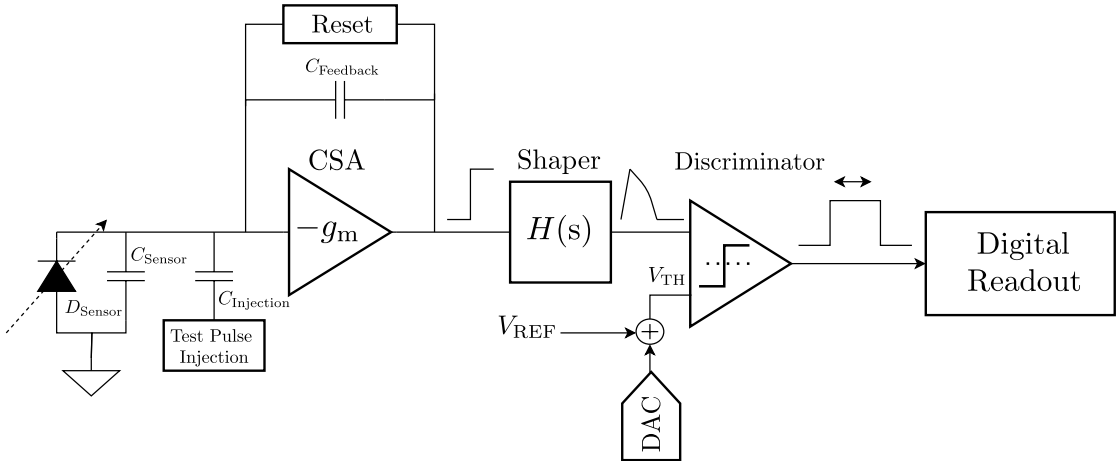 Reset
C_Feedback
CSA
Shaper
Discriminator
−g_m
H(s)
Digital
Readout
C_Sensor
V_TH
D_Sensor
C_Injection
Test Pulse
Injection
V_REF
+
DAC